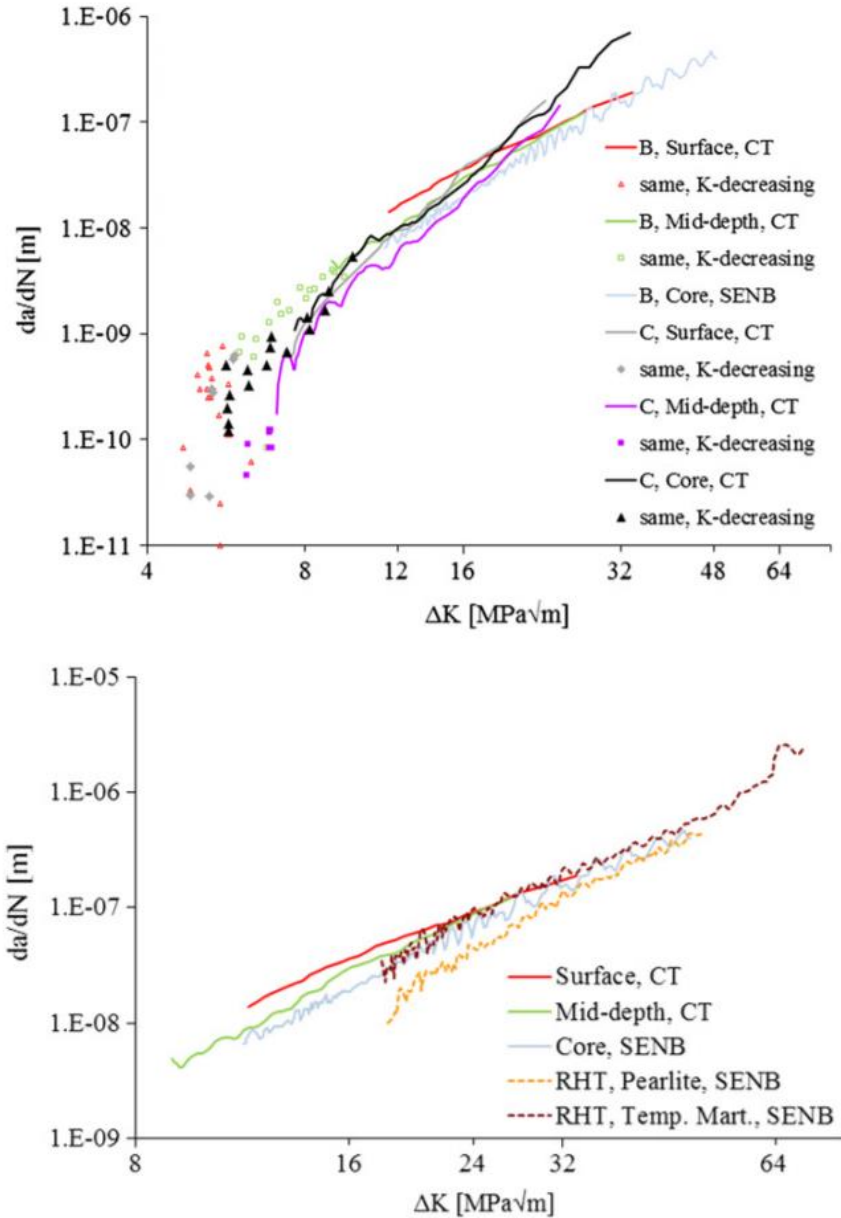 1.E-06
1.E-07
1.E-08
1.E-09
1.E-10
1.E-11
da/dN [m]
4
8
12
16
32
48
64
ΔK [MPa√m]
B, Surface, CT
same, K-decreasing
B, Mid-depth, CT
same, K-decreasing
B, Core, SENB
C, Surface, CT
same, K-decreasing
C, Mid-depth, CT
same, K-decreasing
C, Core, CT
same, K-decreasing
1.E-05
1.E-06
1.E-07
1.E-08
1.E-09
da/dN [m]
8
16
24
32
64
ΔK [MPa√m]
Surface, CT
Mid-depth, CT
Core, SENB
RHT, Pearlite, SENB
RHT, Temp. Mart., SENB